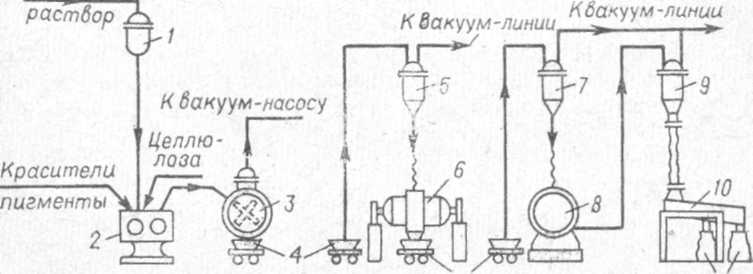 раствор
1
К вакуум-насосу
Целлю-
лоза
Красители
пигменты
2
3
4
К вакуум-линии
5
6
К вакуум-линии
7
8
9
10